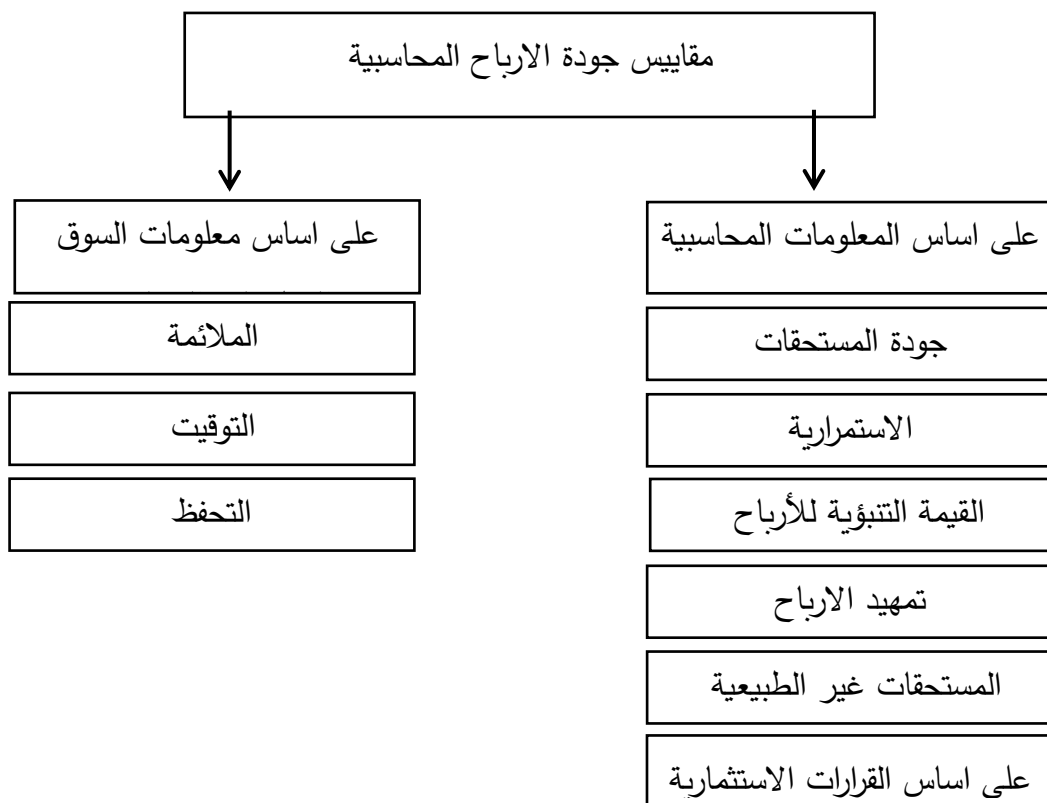 مقاييس جودة الارباح المحاسبية
على اساس المعلومات المحاسبية
جودة المستحقات
الاستمرارية
القيمة التنبؤية للأرباح
تمهيد الارباح
المستحقات غير الطبيعية
على اساس القرارات الاستثمارية
على اساس معلومات السوق
الملائمة
التوقيت
التحفظ